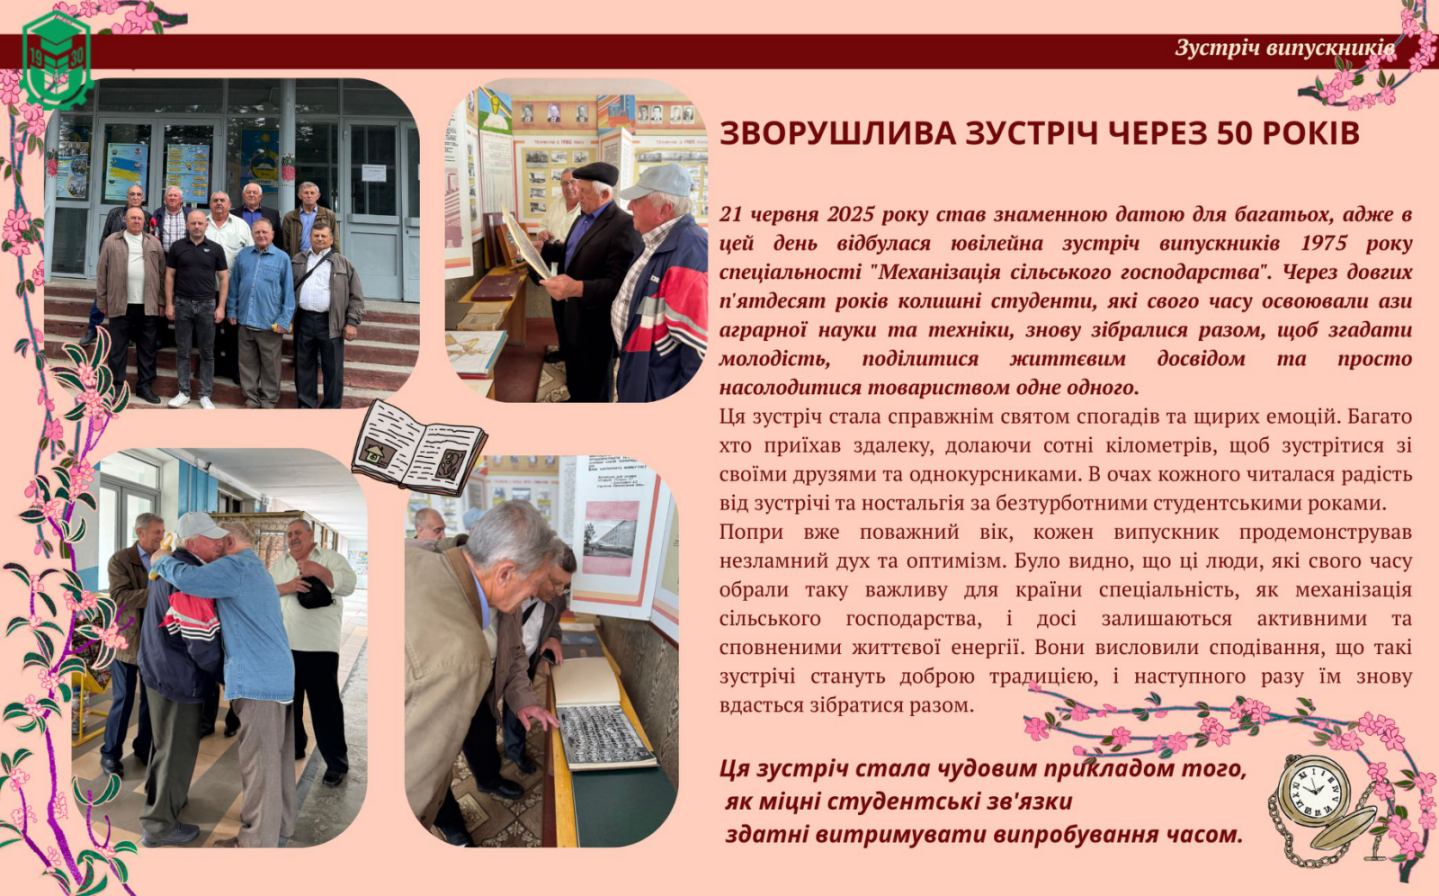 19 30
Зустріч випускників
ЗВОРУШЛИВА ЗУСТРІЧ ЧЕРЕЗ 50 РОКІВ
21 червня 2025 року став знаменною датою для багатьох, адже в
цей день відбулася ювілейна зустріч випускників 1975 року
спеціальності "Механізація сільського господарства". Через довгих
п'ятдесят років колишні студенти, які свого часу освоювали ази
аграрної науки та техніки, знову зібралися разом, щоб згадати
молодість, поділитися життєвим досвідом та просто
насолодитися товариством одне одного.
Ця зустріч стала справжнім святом спогадів та щирих емоцій. Багато
хто приїхав здалеку, долаючи сотні кілометрів, щоб зустрітися зі
своїми друзями та однокурсниками. В очах кожного читалася радість
від зустрічі та ностальгія за безтурботними студентськими роками.
Попри вже поважний вік, кожен випускник продемонстрував
незламний дух та оптимізм. Було видно, що ці люди, які свого часу
обрали таку важливу для країни спеціальність, як механізація
сільського господарства, і досі залишаються активними та
сповненими життєвої енергії. Вони висловили сподівання, що такі
зустрічі стануть доброю традицією, і наступного разу їм знову
вдасться зібратися разом.
Ця зустріч стала чудовим прикладом того,
як міцні студентські зв'язки
здатні витримувати випробування часом.